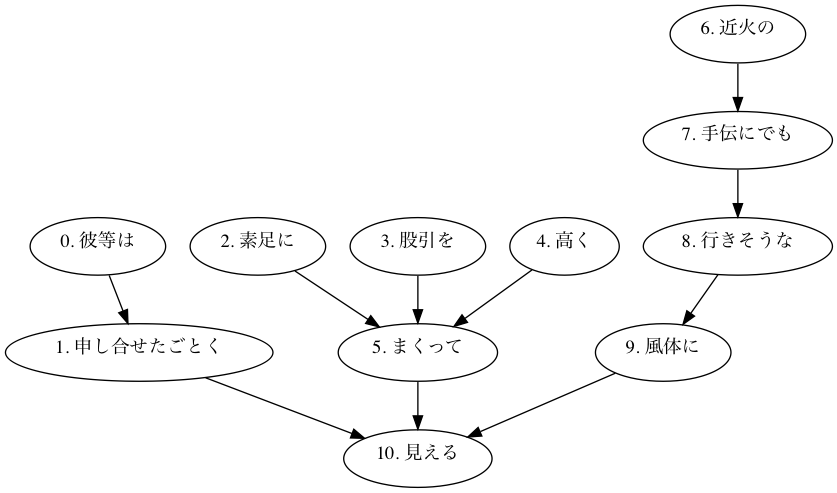 6. 近火の
7. 手伝にでも
0. 彼等は
2. 素足に
3. 股引を
4. 高く
8. 行きそうな
1. 申し合せたごとく
5. まくって
9. 風体に
10. 見える